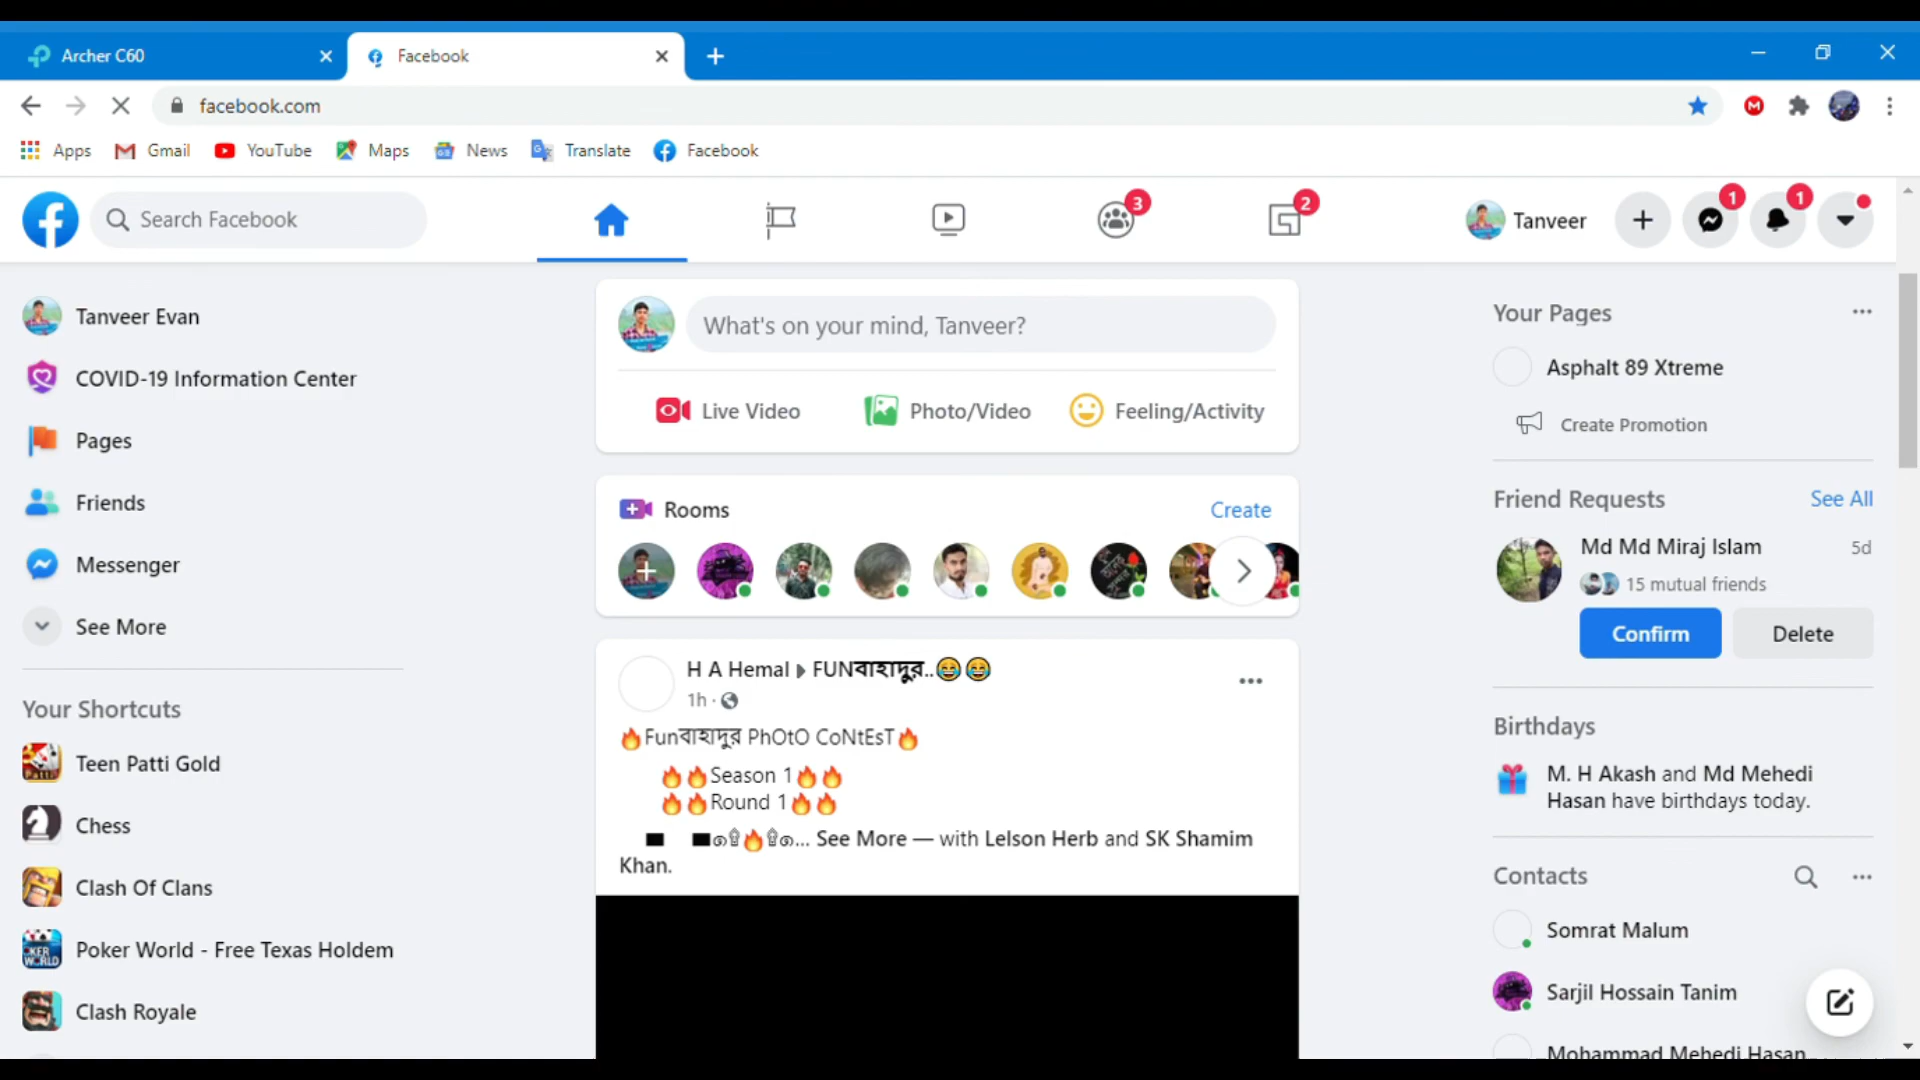 Archer C60
Facebook
facebook.com
Apps
Gmail
YouTube
Maps
News
Translate
Facebook
Search Facebook
3
2
Tanveer
1
1
Tanveer Evan
COVID-19 Information Center
Pages
Friends
Messenger
See More
Your Shortcuts
Teen Patti Gold
Chess
Clash Of Clans
Poker World - Free Texas Holdem
Clash Royale
What's on your mind, Tanveer?
Live Video
Photo/Video
Feeling/Activity
Rooms
Create
H A Hemal ▸ FUNবাহাদুর..😂😂
1h ·
🔥Funবাহাদুর PhOtO CoNtEsT🔥
🔥🔥Season 1🔥🔥
🔥🔥Round 1🔥🔥
... See More — with Lelson Herb and SK Shamim
Khan.
Your Pages
Asphalt 89 Xtreme
Create Promotion
Friend Requests
See All
Md Md Miraj Islam
5d
15 mutual friends
Confirm
Delete
Birthdays
M. H Akash and Md Mehedi
Hasan have birthdays today.
Contacts
Somrat Malum
Sarjil Hossain Tanim
Mohammad Mehedi Hasan